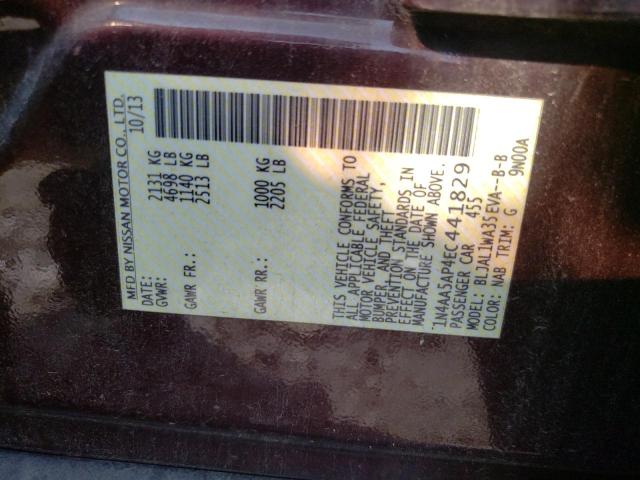 MFD BY NISSAN MOTOR CO., LTD.
DATE: 10/13
GVWR: 2131 KG
4698 LB
GAWR FR.: 1140 KG
2513 LB
GAWR RR.: 1000 KG
2205 LB
THIS VEHICLE CONFORMS TO
ALL APPLICABLE FEDERAL
MOTOR VEHICLE SAFETY,
BUMPER, AND THEFT
PREVENTION STANDARDS IN
EFFECT ON THE DATE OF
MANUFACTURE SHOWN ABOVE.
1N4AA5AP4EC441829
PASSENGER CAR 455
MODEL: BLJAL1WA35EVA--B-B
COLOR: NAB TRIM: G 9N00A